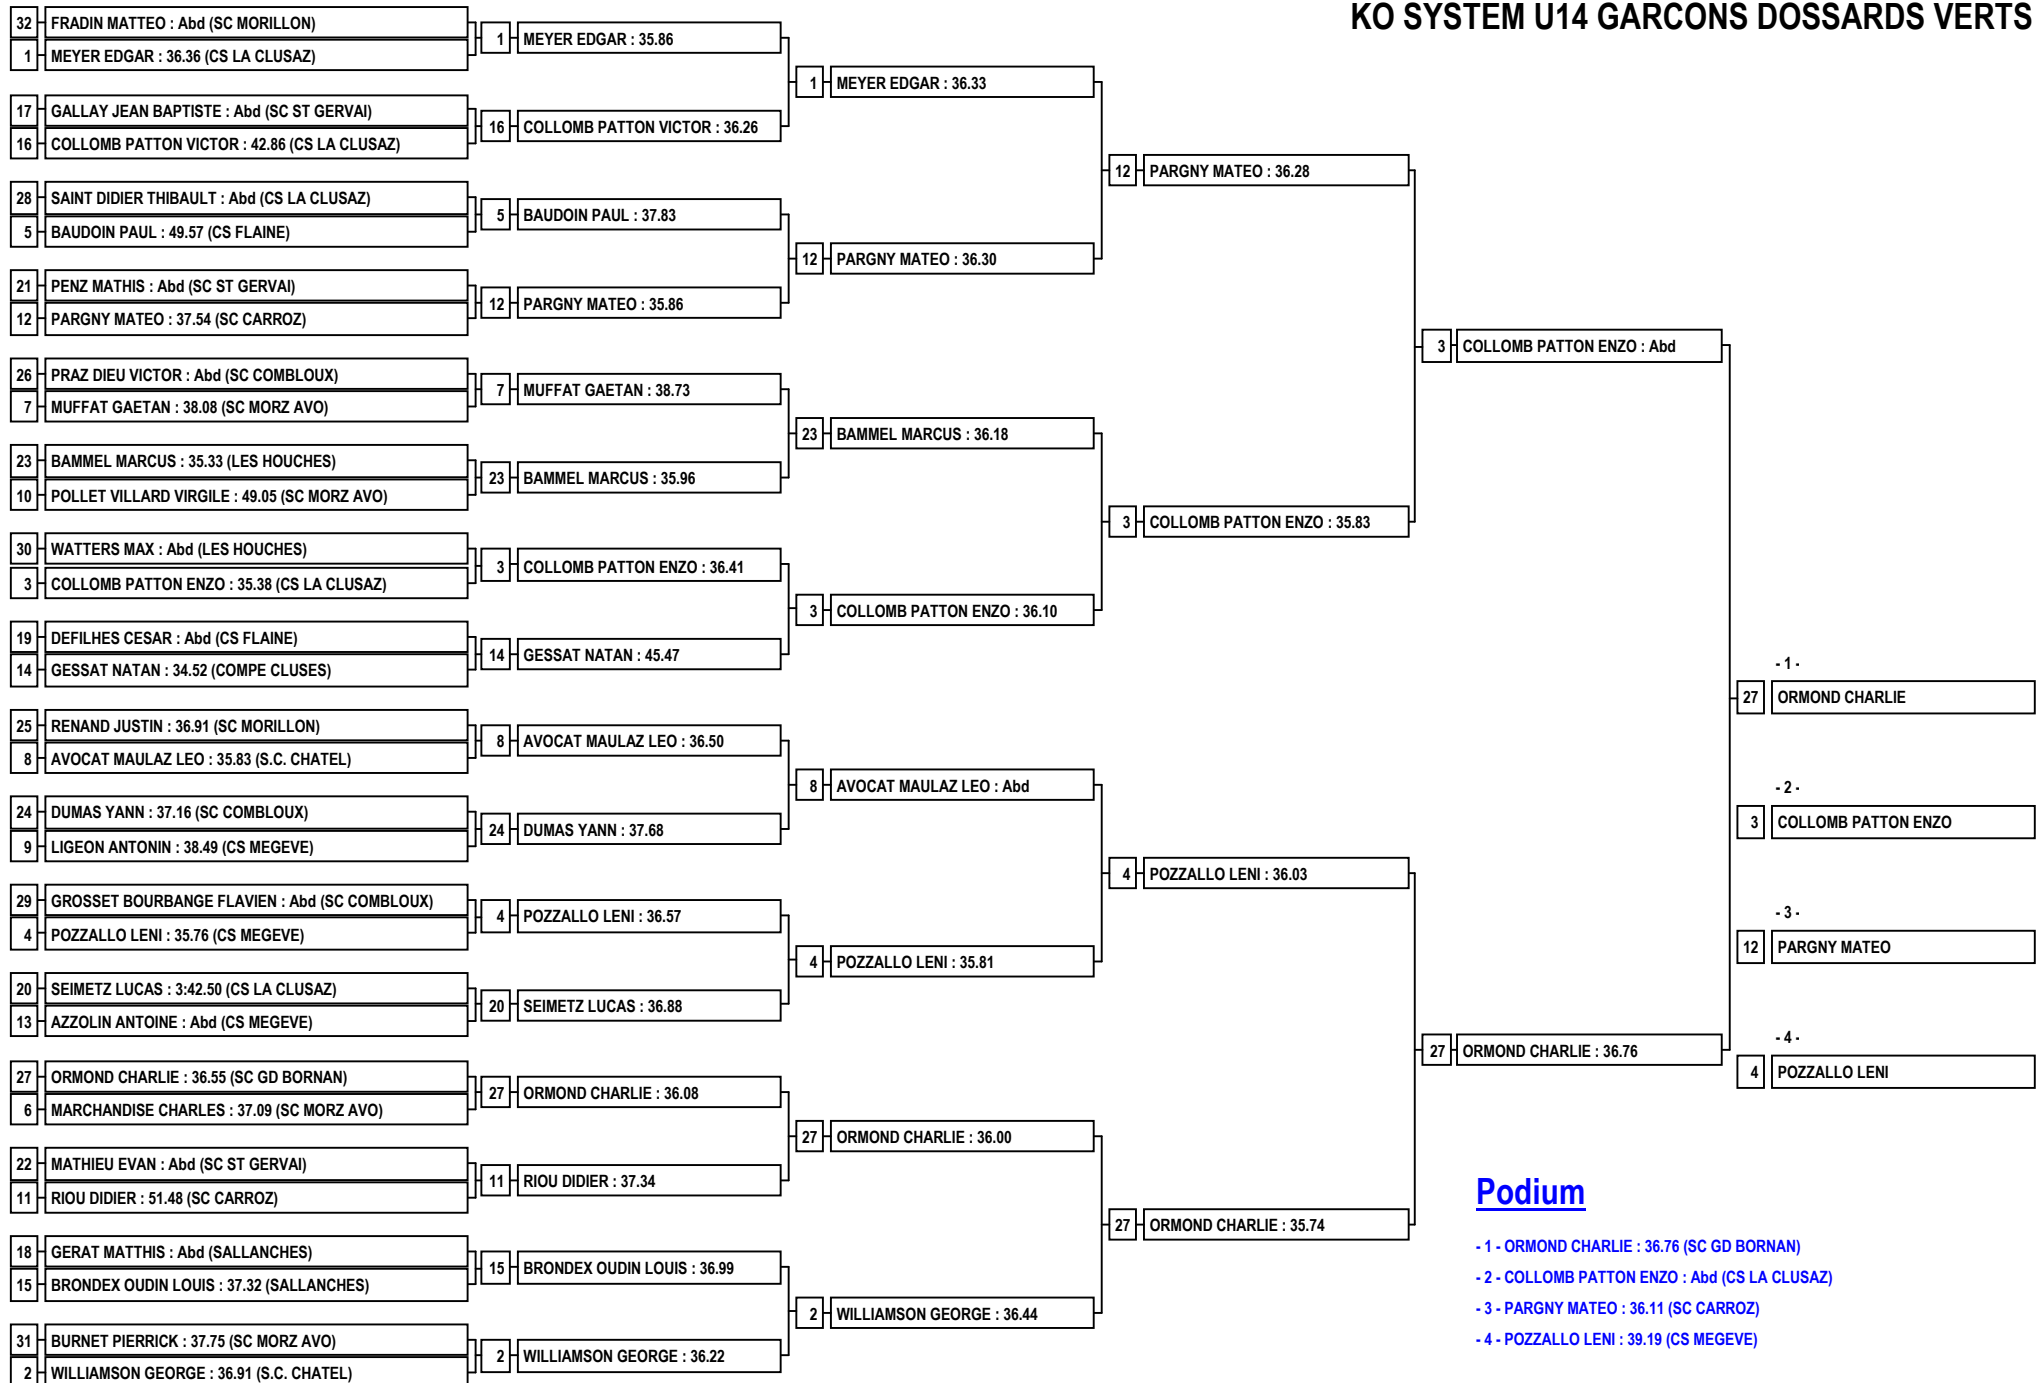 KO SYSTEM U14 GARCONS DOSSARDS VERTS
32 FRADIN MATTEO : Abd (SC MORILLON)
1 MEYER EDGAR : 36.36 (CS LA CLUSAZ)
17 GALLAY JEAN BAPTISTE : Abd (SC ST GERVAI)
16 COLLOMB PATTON VICTOR : 42.86 (CS LA CLUSAZ)
28 SAINT DIDIER THIBAULT : Abd (CS LA CLUSAZ)
5 BAUDOIN PAUL : 49.57 (CS FLAINE)
21 PENZ MATHIS : Abd (SC ST GERVAI)
12 PARGNY MATEO : 37.54 (SC CARROZ)
26 PRAZ DIEU VICTOR : Abd (SC COMBLOUX)
7 MUFFAT GAETAN : 38.08 (SC MORZ AVO)
23 BAMMEL MARCUS : 35.33 (LES HOUCHES)
10 POLLET VILLARD VIRGILE : 49.05 (SC MORZ AVO)
30 WATTERS MAX : Abd (LES HOUCHES)
3 COLLOMB PATTON ENZO : 35.38 (CS LA CLUSAZ)
19 DEFILHES CESAR : Abd (CS FLAINE)
14 GESSAT NATAN : 34.52 (COMPE CLUSES)
25 RENAND JUSTIN : 36.91 (SC MORILLON)
8 AVOCAT MAULAZ LEO : 35.83 (S.C. CHATEL)
24 DUMAS YANN : 37.16 (SC COMBLOUX)
9 LIGEON ANTONIN : 38.49 (CS MEGEVE)
29 GROSSET BOURBANGE FLAVIEN : Abd (SC COMBLOUX)
4 POZZALLO LENI : 35.76 (CS MEGEVE)
20 SEIMETZ LUCAS : 3:42.50 (CS LA CLUSAZ)
13 AZZOLIN ANTOINE : Abd (CS MEGEVE)
27 ORMOND CHARLIE : 36.55 (SC GD BORNAN)
6 MARCHANDISE CHARLES : 37.09 (SC MORZ AVO)
22 MATHIEU EVAN : Abd (SC ST GERVAI)
11 RIOU DIDIER : 51.48 (SC CARROZ)
18 GERAT MATTHIS : Abd (SALLANCHES)
15 BRONDEX OUDIN LOUIS : 37.32 (SALLANCHES)
31 BURNET PIERRICK : 37.75 (SC MORZ AVO)
2 WILLIAMSON GEORGE : 36.91 (S.C. CHATEL)
1 MEYER EDGAR : 35.86
16 COLLOMB PATTON VICTOR : 36.26
5 BAUDOIN PAUL : 37.83
12 PARGNY MATEO : 35.86
7 MUFFAT GAETAN : 38.73
23 BAMMEL MARCUS : 35.96
3 COLLOMB PATTON ENZO : 36.41
14 GESSAT NATAN : 45.47
8 AVOCAT MAULAZ LEO : 36.50
24 DUMAS YANN : 37.68
4 POZZALLO LENI : 36.57
20 SEIMETZ LUCAS : 36.88
27 ORMOND CHARLIE : 36.08
11 RIOU DIDIER : 37.34
15 BRONDEX OUDIN LOUIS : 36.99
2 WILLIAMSON GEORGE : 36.22
1 MEYER EDGAR : 36.33
12 PARGNY MATEO : 36.30
23 BAMMEL MARCUS : 36.18
3 COLLOMB PATTON ENZO : 36.10
8 AVOCAT MAULAZ LEO : Abd
4 POZZALLO LENI : 35.81
27 ORMOND CHARLIE : 36.00
2 WILLIAMSON GEORGE : 36.44
12 PARGNY MATEO : 36.28
3 COLLOMB PATTON ENZO : 35.83
4 POZZALLO LENI : 36.03
27 ORMOND CHARLIE : 35.74
3 COLLOMB PATTON ENZO : Abd
27 ORMOND CHARLIE : 36.76
- 1 -
27 ORMOND CHARLIE
- 2 -
3 COLLOMB PATTON ENZO
- 3 -
12 PARGNY MATEO
- 4 -
4 POZZALLO LENI
Podium
- 1 - ORMOND CHARLIE : 36.76 (SC GD BORNAN)
- 2 - COLLOMB PATTON ENZO : Abd (CS LA CLUSAZ)
- 3 - PARGNY MATEO : 36.11 (SC CARROZ)
- 4 - POZZALLO LENI : 39.19 (CS MEGEVE)